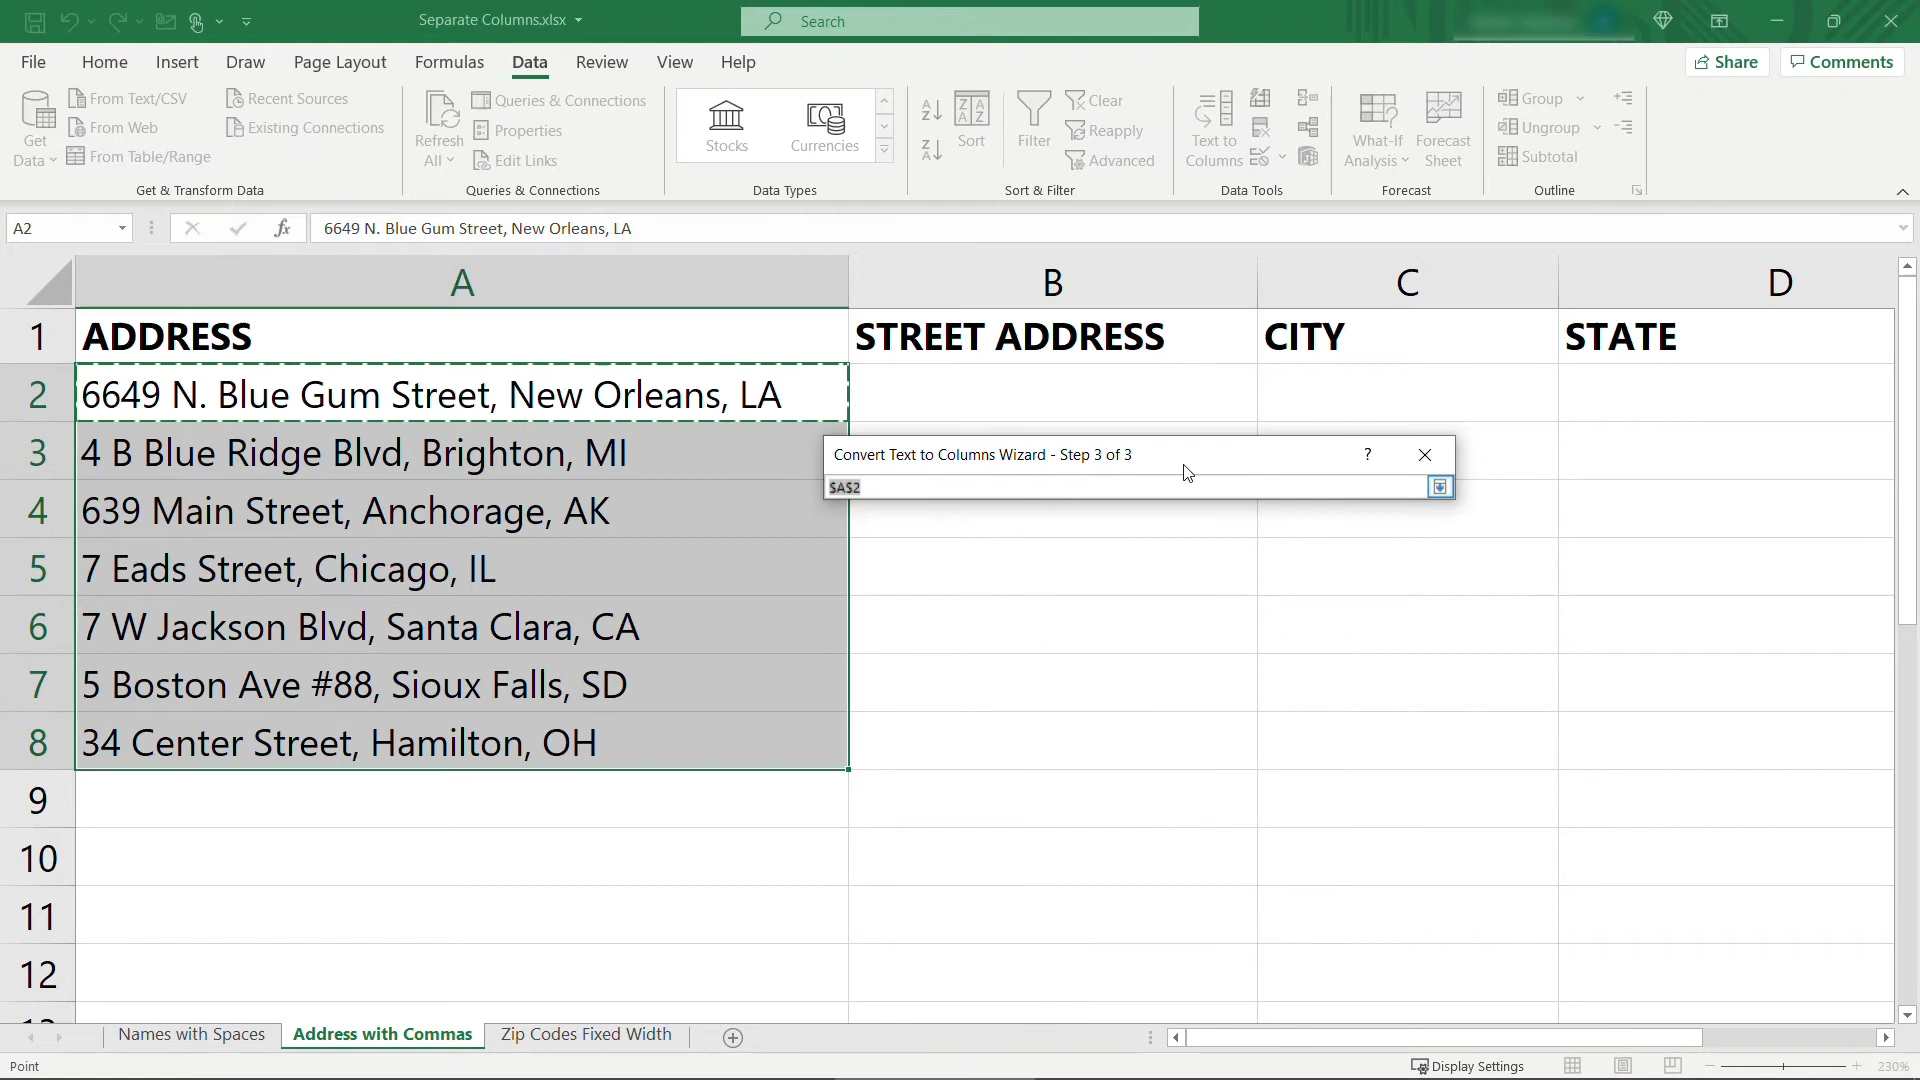 Separate Columns.xlsx
Search
File Home Insert Draw Page Layout Formulas Data Review View Help
Share Comments
Get Data
From Text/CSV
From Web
From Table/Range
Recent Sources
Existing Connections
Get & Transform Data
Refresh All
Queries & Connections
Properties
Edit Links
Queries & Connections
Stocks
Currencies
Data Types
Sort
Filter
Clear
Reapply
Advanced
Sort & Filter
Text to Columns
Data Tools
What-If Analysis
Forecast Sheet
Forecast
Group
Ungroup
Subtotal
Outline
A2
fx
6649 N. Blue Gum Street, New Orleans, LA
A B C D
1 ADDRESS STREET ADDRESS CITY STATE
2 6649 N. Blue Gum Street, New Orleans, LA
3 4 B Blue Ridge Blvd, Brighton, MI
Convert Text to Columns Wizard - Step 3 of 3 ?
$A$2
4 639 Main Street, Anchorage, AK
5 7 Eads Street, Chicago, IL
6 7 W Jackson Blvd, Santa Clara, CA
7 5 Boston Ave #88, Sioux Falls, SD
8 34 Center Street, Hamilton, OH
9
10
11
12
Names with Spaces Address with Commas Zip Codes Fixed Width
Point
Display Settings
230%